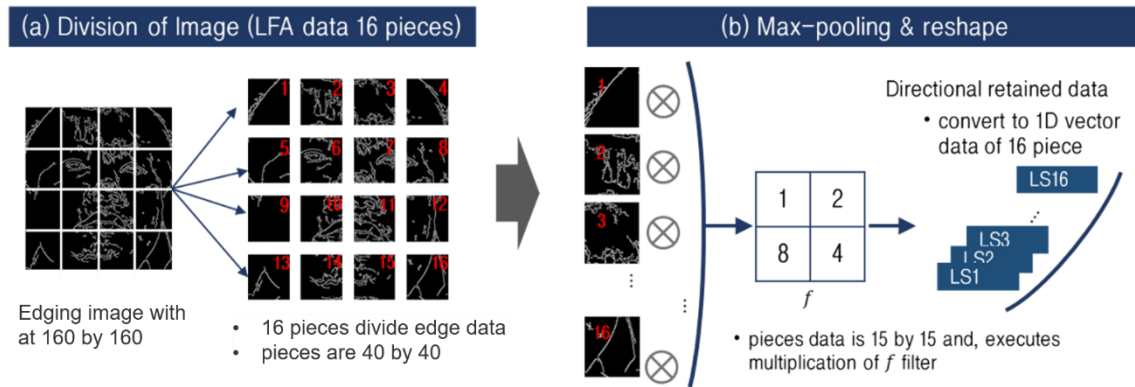 (a) Division of Image (LFA data 16 pieces)
1 2 3 4
5 6 7 8
9 10 11 12
13 14 15 16
Edging image with
at 160 by 160
• 16 pieces divide edge data
• pieces are 40 by 40
(b) Max-pooling & reshape
1
2
3
⋮
⋮
16
1 2
8 4
f
• pieces data is 15 by 15 and, executes
multiplication of f filter
Directional retained data
• convert to 1D vector
data of 16 piece
LS16
⋮
LS3
LS2
LS1